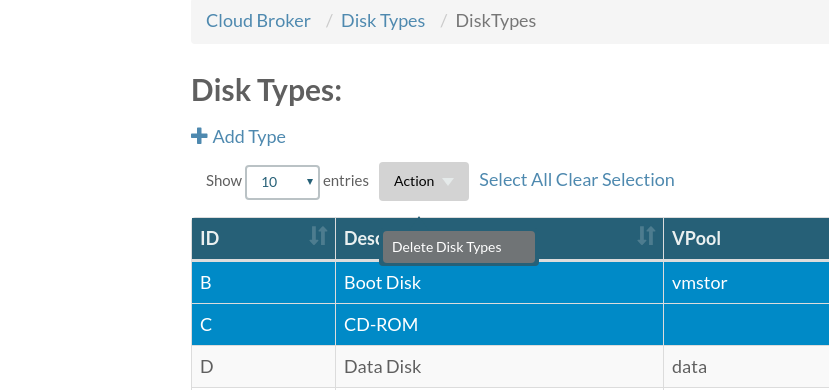 Cloud Broker / Disk Types / DiskTypes
Disk Types:
Add Type
Show 10 entries Action Select All Clear Selection
ID Desc VPool
Delete Disk Types
B Boot Disk vmstor
C CD-ROM
D Data Disk data